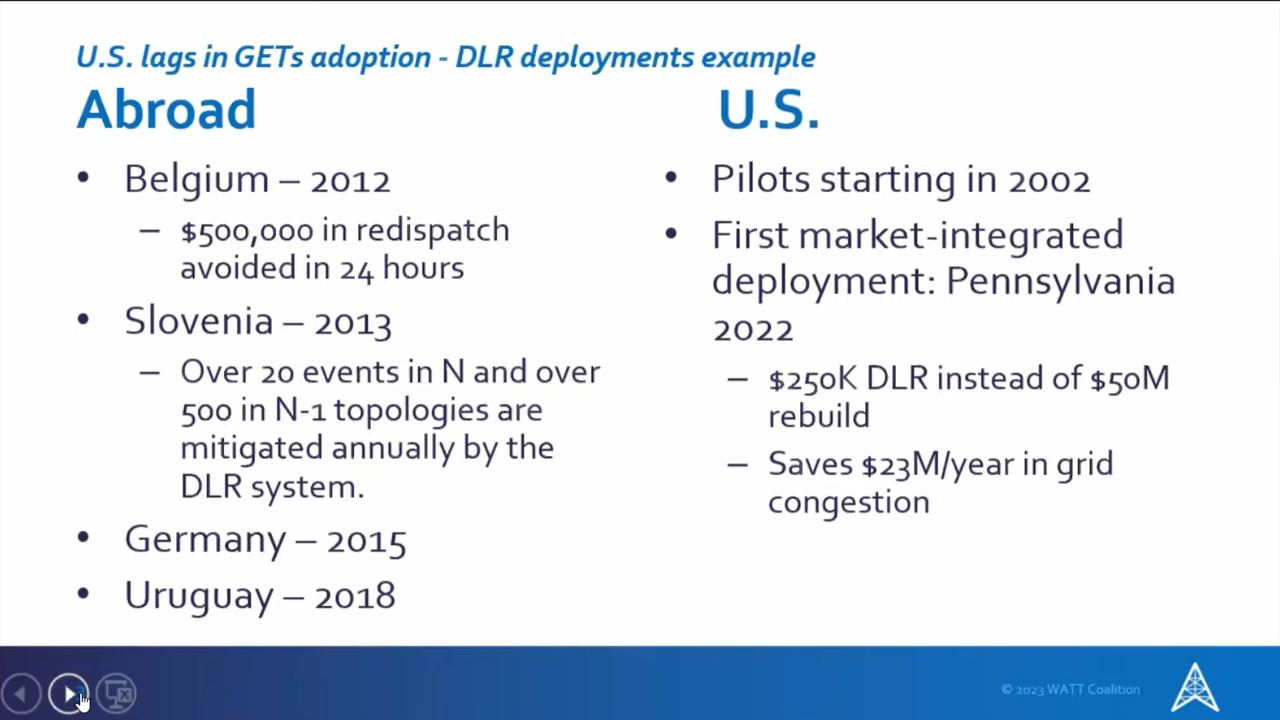 U.S. lags in GETs adoption - DLR deployments example
Abroad
• Belgium – 2012
– $500,000 in redispatch
avoided in 24 hours
• Slovenia – 2013
– Over 20 events in N and over
500 in N-1 topologies are
mitigated annually by the
DLR system.
• Germany – 2015
• Uruguay – 2018
U.S.
• Pilots starting in 2002
• First market-integrated
deployment: Pennsylvania
2022
– $250K DLR instead of $50M
rebuild
– Saves $23M/year in grid
congestion
© 2023 WATT Coalition